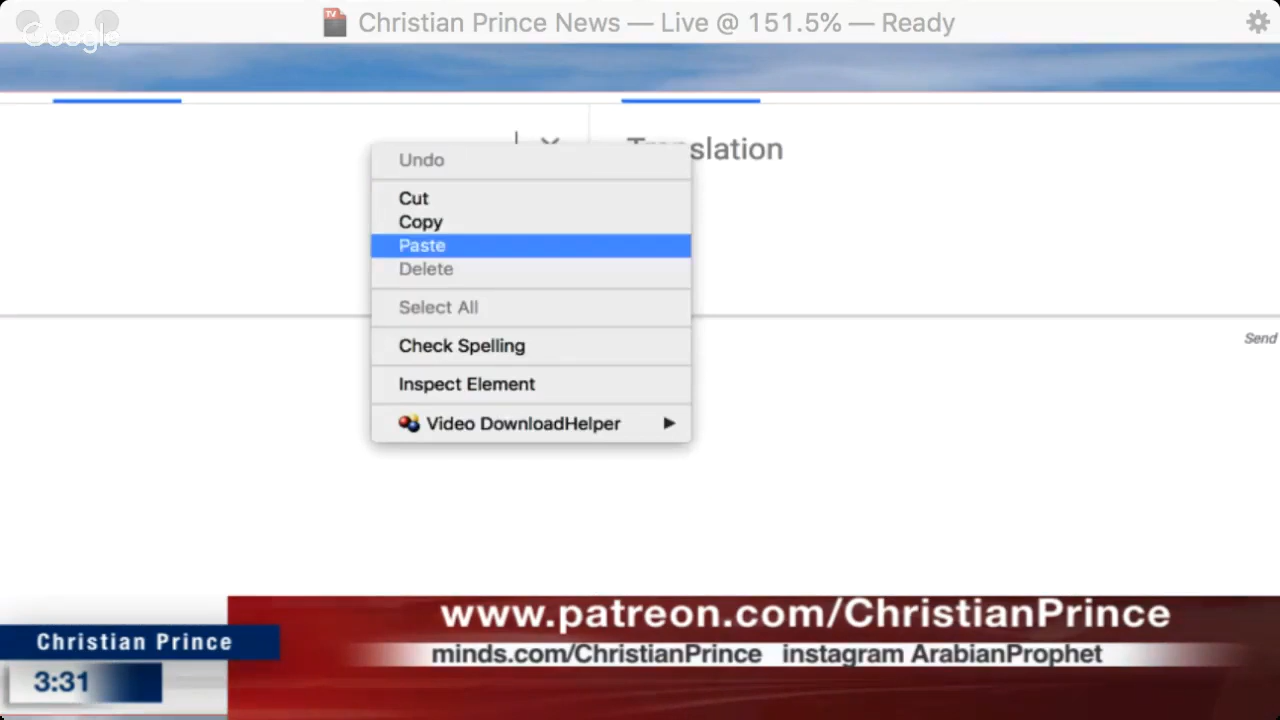 Christian Prince News — Live @ 151.5% — Ready
Google
Translation
Undo
Cut
Copy
Paste
Delete
Select All
Check Spelling
Inspect Element
Video DownloadHelper
Send
www.patreon.com/ChristianPrince
Christian Prince
minds.com/ChristianPrince instagram ArabianProphet
3:31